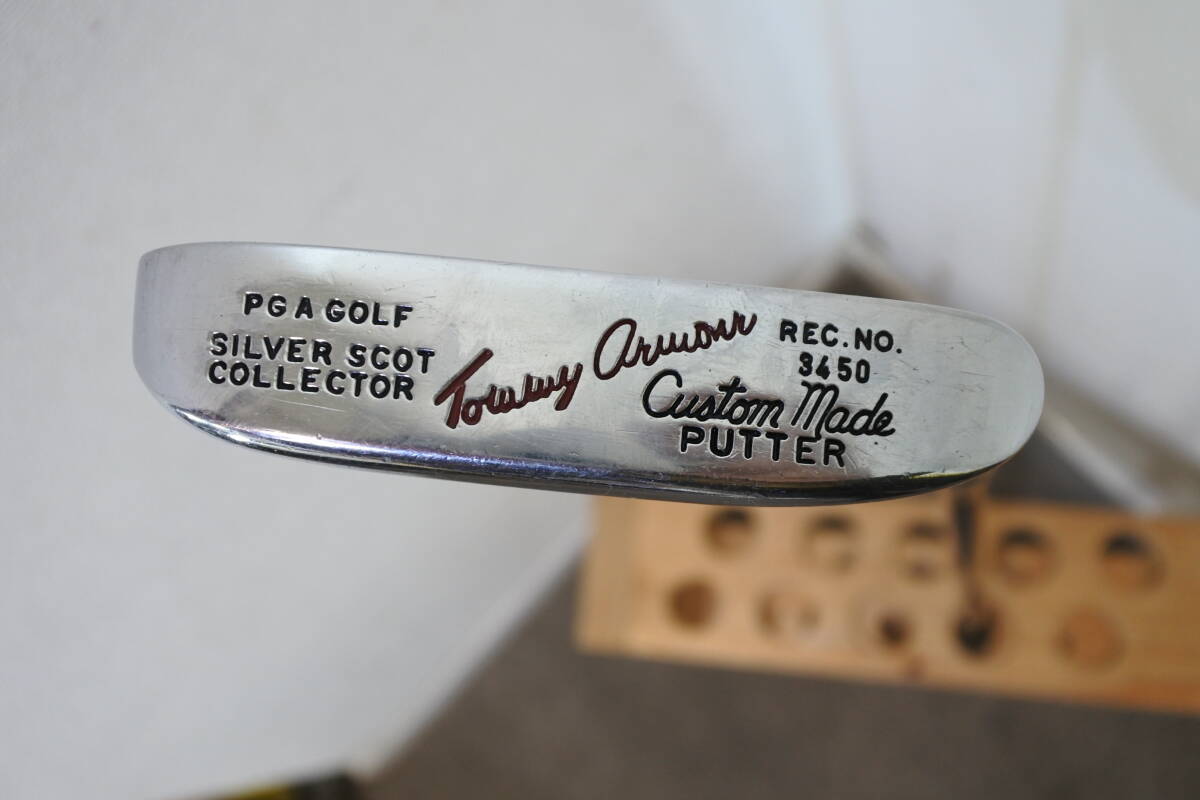 PGA GOLF
SILVER SCOT
COLLECTOR
Tommy Armour
REC. NO.
3450
Custom Made
PUTTER